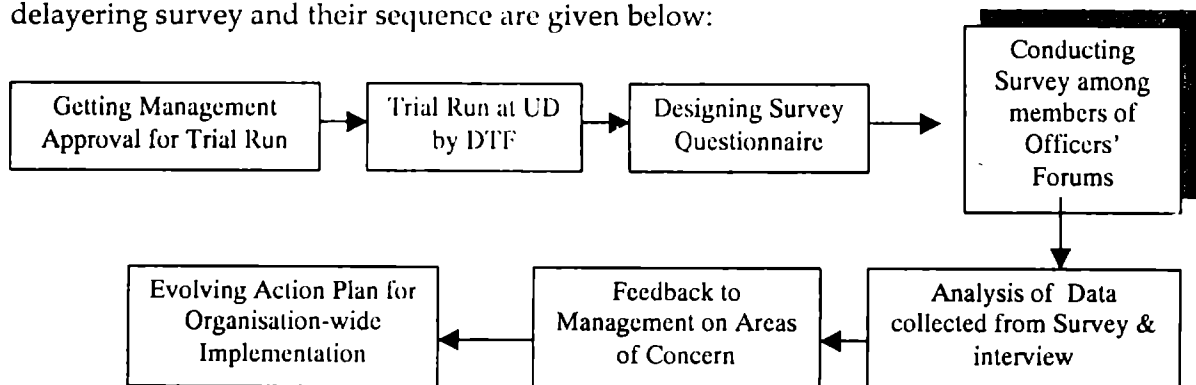 delayering survey and their sequence are given below:
Getting Management
Approval for Trial Run
Trial Run at UD
by DTF
Designing Survey
Questionnaire
Conducting
Survey among
members of
Officers'
Forums
Analysis of Data
collected from Survey &
interview
Feedback to
Management on Areas
of Concern
Evolving Action Plan for
Organisation-wide
Implementation